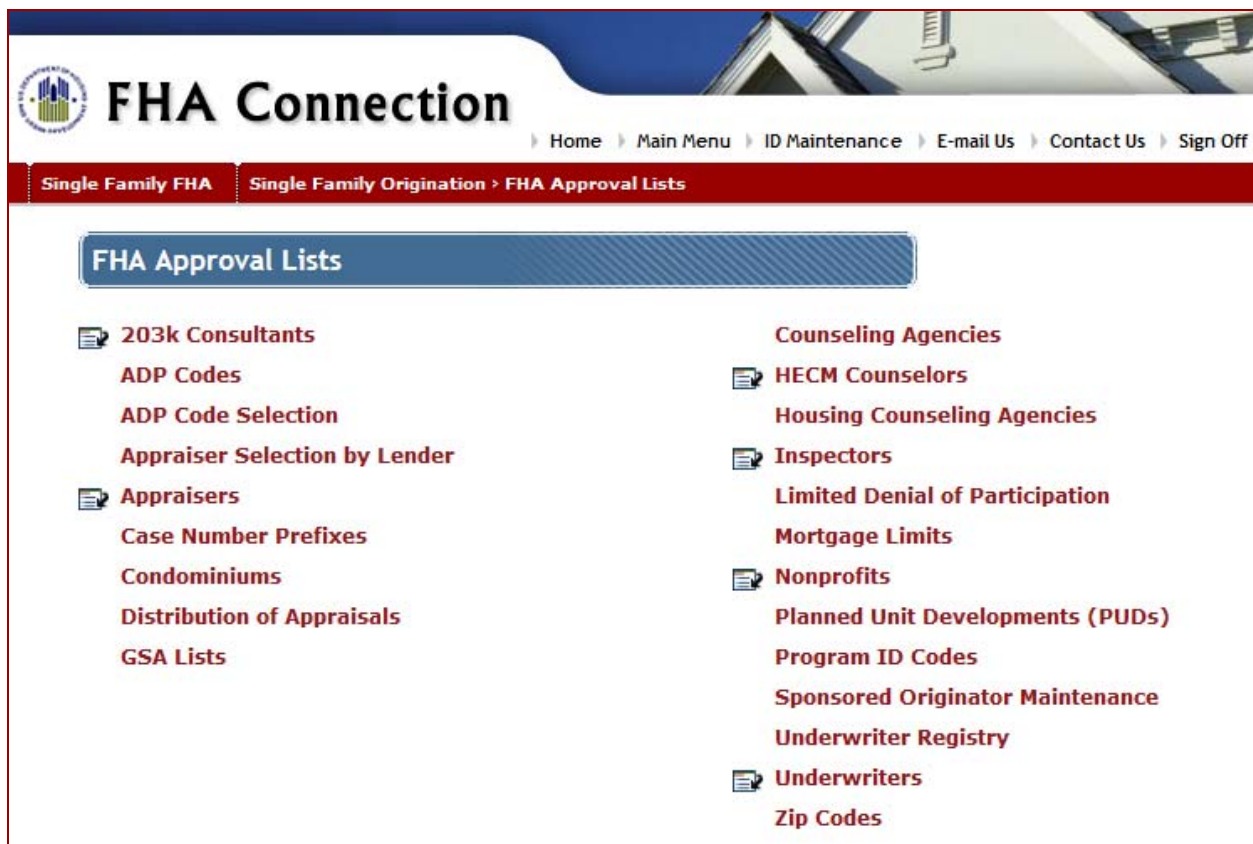 FHA Connection
Home Main Menu ID Maintenance E-mail Us Contact Us Sign Off
Single Family FHA Single Family Origination > FHA Approval Lists
FHA Approval Lists
203k Consultants
ADP Codes
ADP Code Selection
Appraiser Selection by Lender
Appraisers
Case Number Prefixes
Condominiums
Distribution of Appraisals
GSA Lists
Counseling Agencies
HECM Counselors
Housing Counseling Agencies
Inspectors
Limited Denial of Participation
Mortgage Limits
Nonprofits
Planned Unit Developments (PUDs)
Program ID Codes
Sponsored Originator Maintenance
Underwriter Registry
Underwriters
Zip Codes